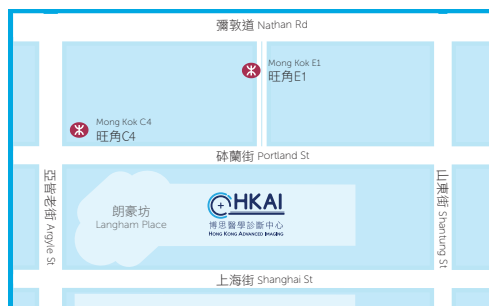 彌敦道 Nathan Rd
Mong Kok E1
旺角E1
Mong Kok C4
旺角C4
砵蘭街 Portland St
亞皆老街 Argyle St
朗豪坊
Langham Place
HKAI
博思醫學診斷中心
HONG KONG ADVANCED IMAGING
山東街 Shantung St
上海街 Shanghai St